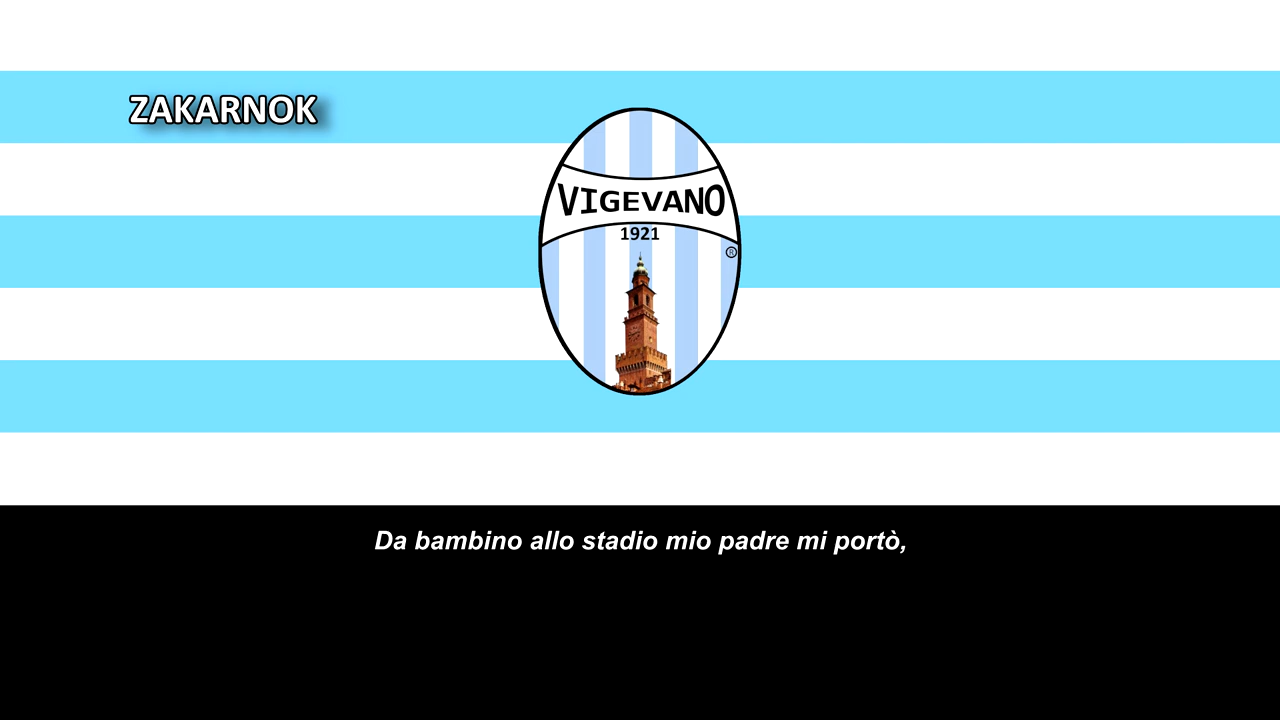 ZAKARNOK
VIGEVANO
1921
®
Da bambino allo stadio mio padre mi portò,